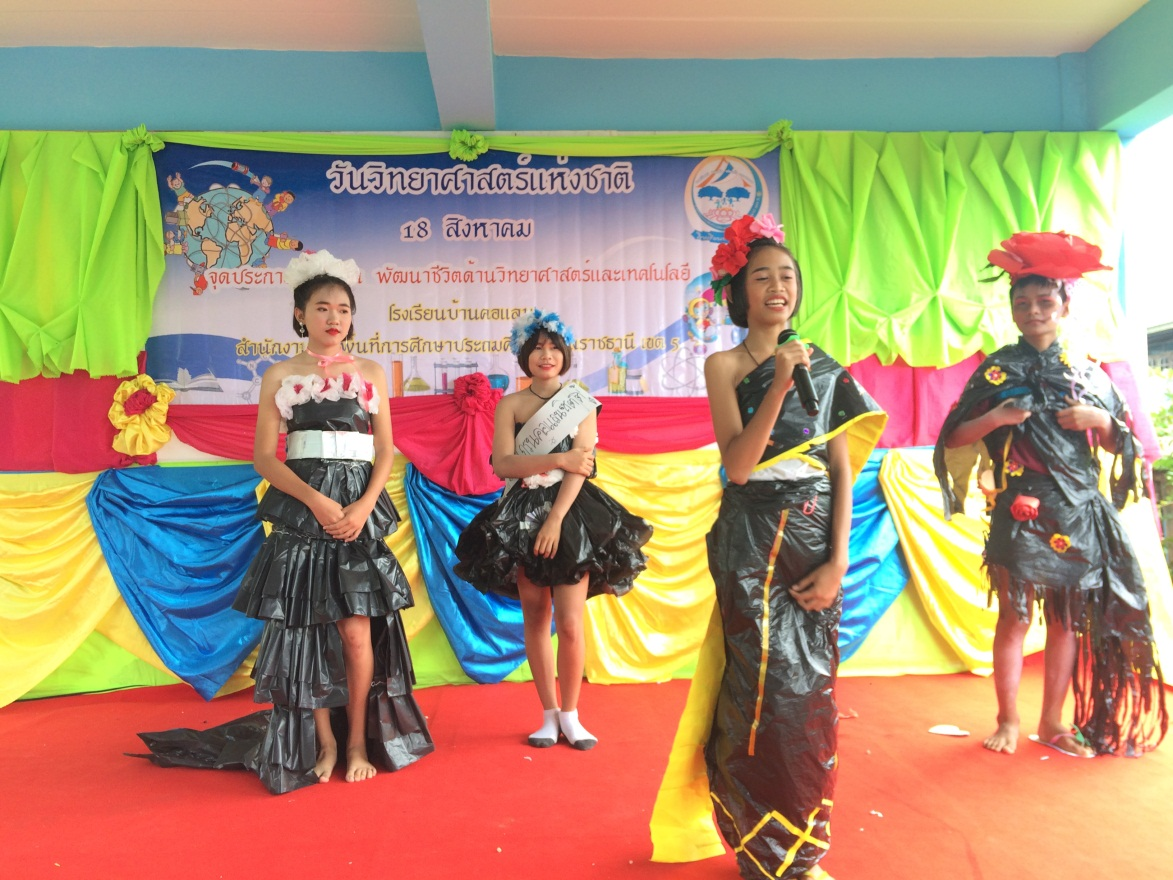 วันวิทยาศาสตร์แห่งชาติ
18 สิงหาคม
จุดประกา พัฒนาชีวิตด้านวิทยาศาสตร์และเทคโนโลยี
โรงเรียนบ้านคอแลน
สำนักงาน พื้นที่การศึกษาประถม ราชธานี เขต ๕